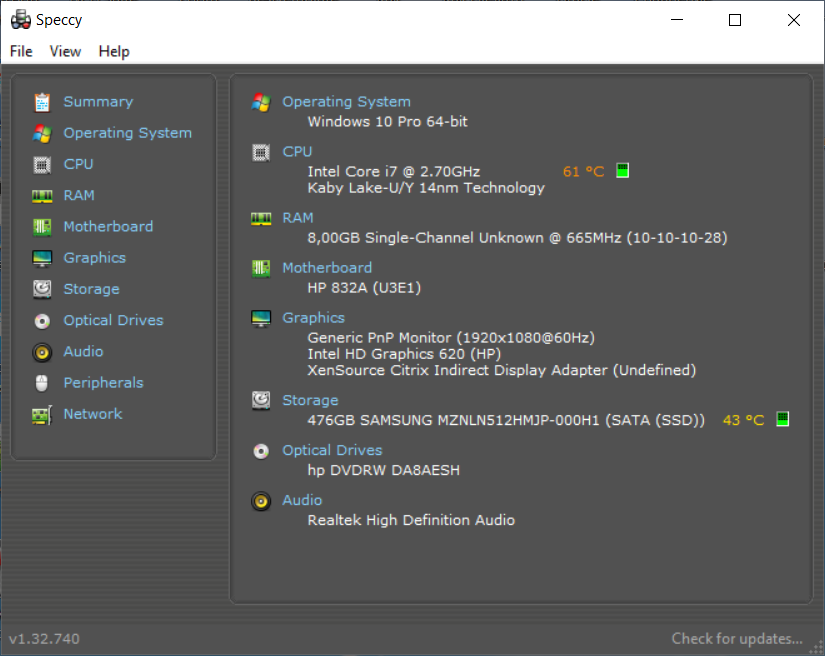 Speccy
File View Help
Summary
Operating System
CPU
RAM
Motherboard
Graphics
Storage
Optical Drives
Audio
Peripherals
Network
Operating System
Windows 10 Pro 64-bit
CPU
Intel Core i7 @ 2.70GHz 61 °C
Kaby Lake-U/Y 14nm Technology
RAM
8,00GB Single-Channel Unknown @ 665MHz (10-10-10-28)
Motherboard
HP 832A (U3E1)
Graphics
Generic PnP Monitor (1920x1080@60Hz)
Intel HD Graphics 620 (HP)
XenSource Citrix Indirect Display Adapter (Undefined)
Storage
476GB SAMSUNG MZNLN512HMJP-000H1 (SATA (SSD)) 43 °C
Optical Drives
hp DVDRW DA8AESH
Audio
Realtek High Definition Audio
v1.32.740 Check for updates...